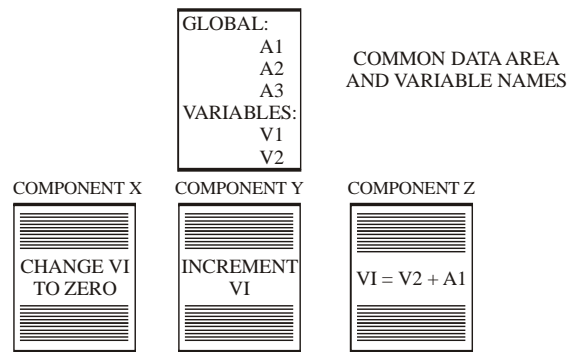 GLOBAL:
A1
A2
A3
VARIABLES:
V1
V2
COMMON DATA AREA
AND VARIABLE NAMES
COMPONENT X
CHANGE VI
TO ZERO
COMPONENT Y
INCREMENT
VI
COMPONENT Z
VI = V2 + A1